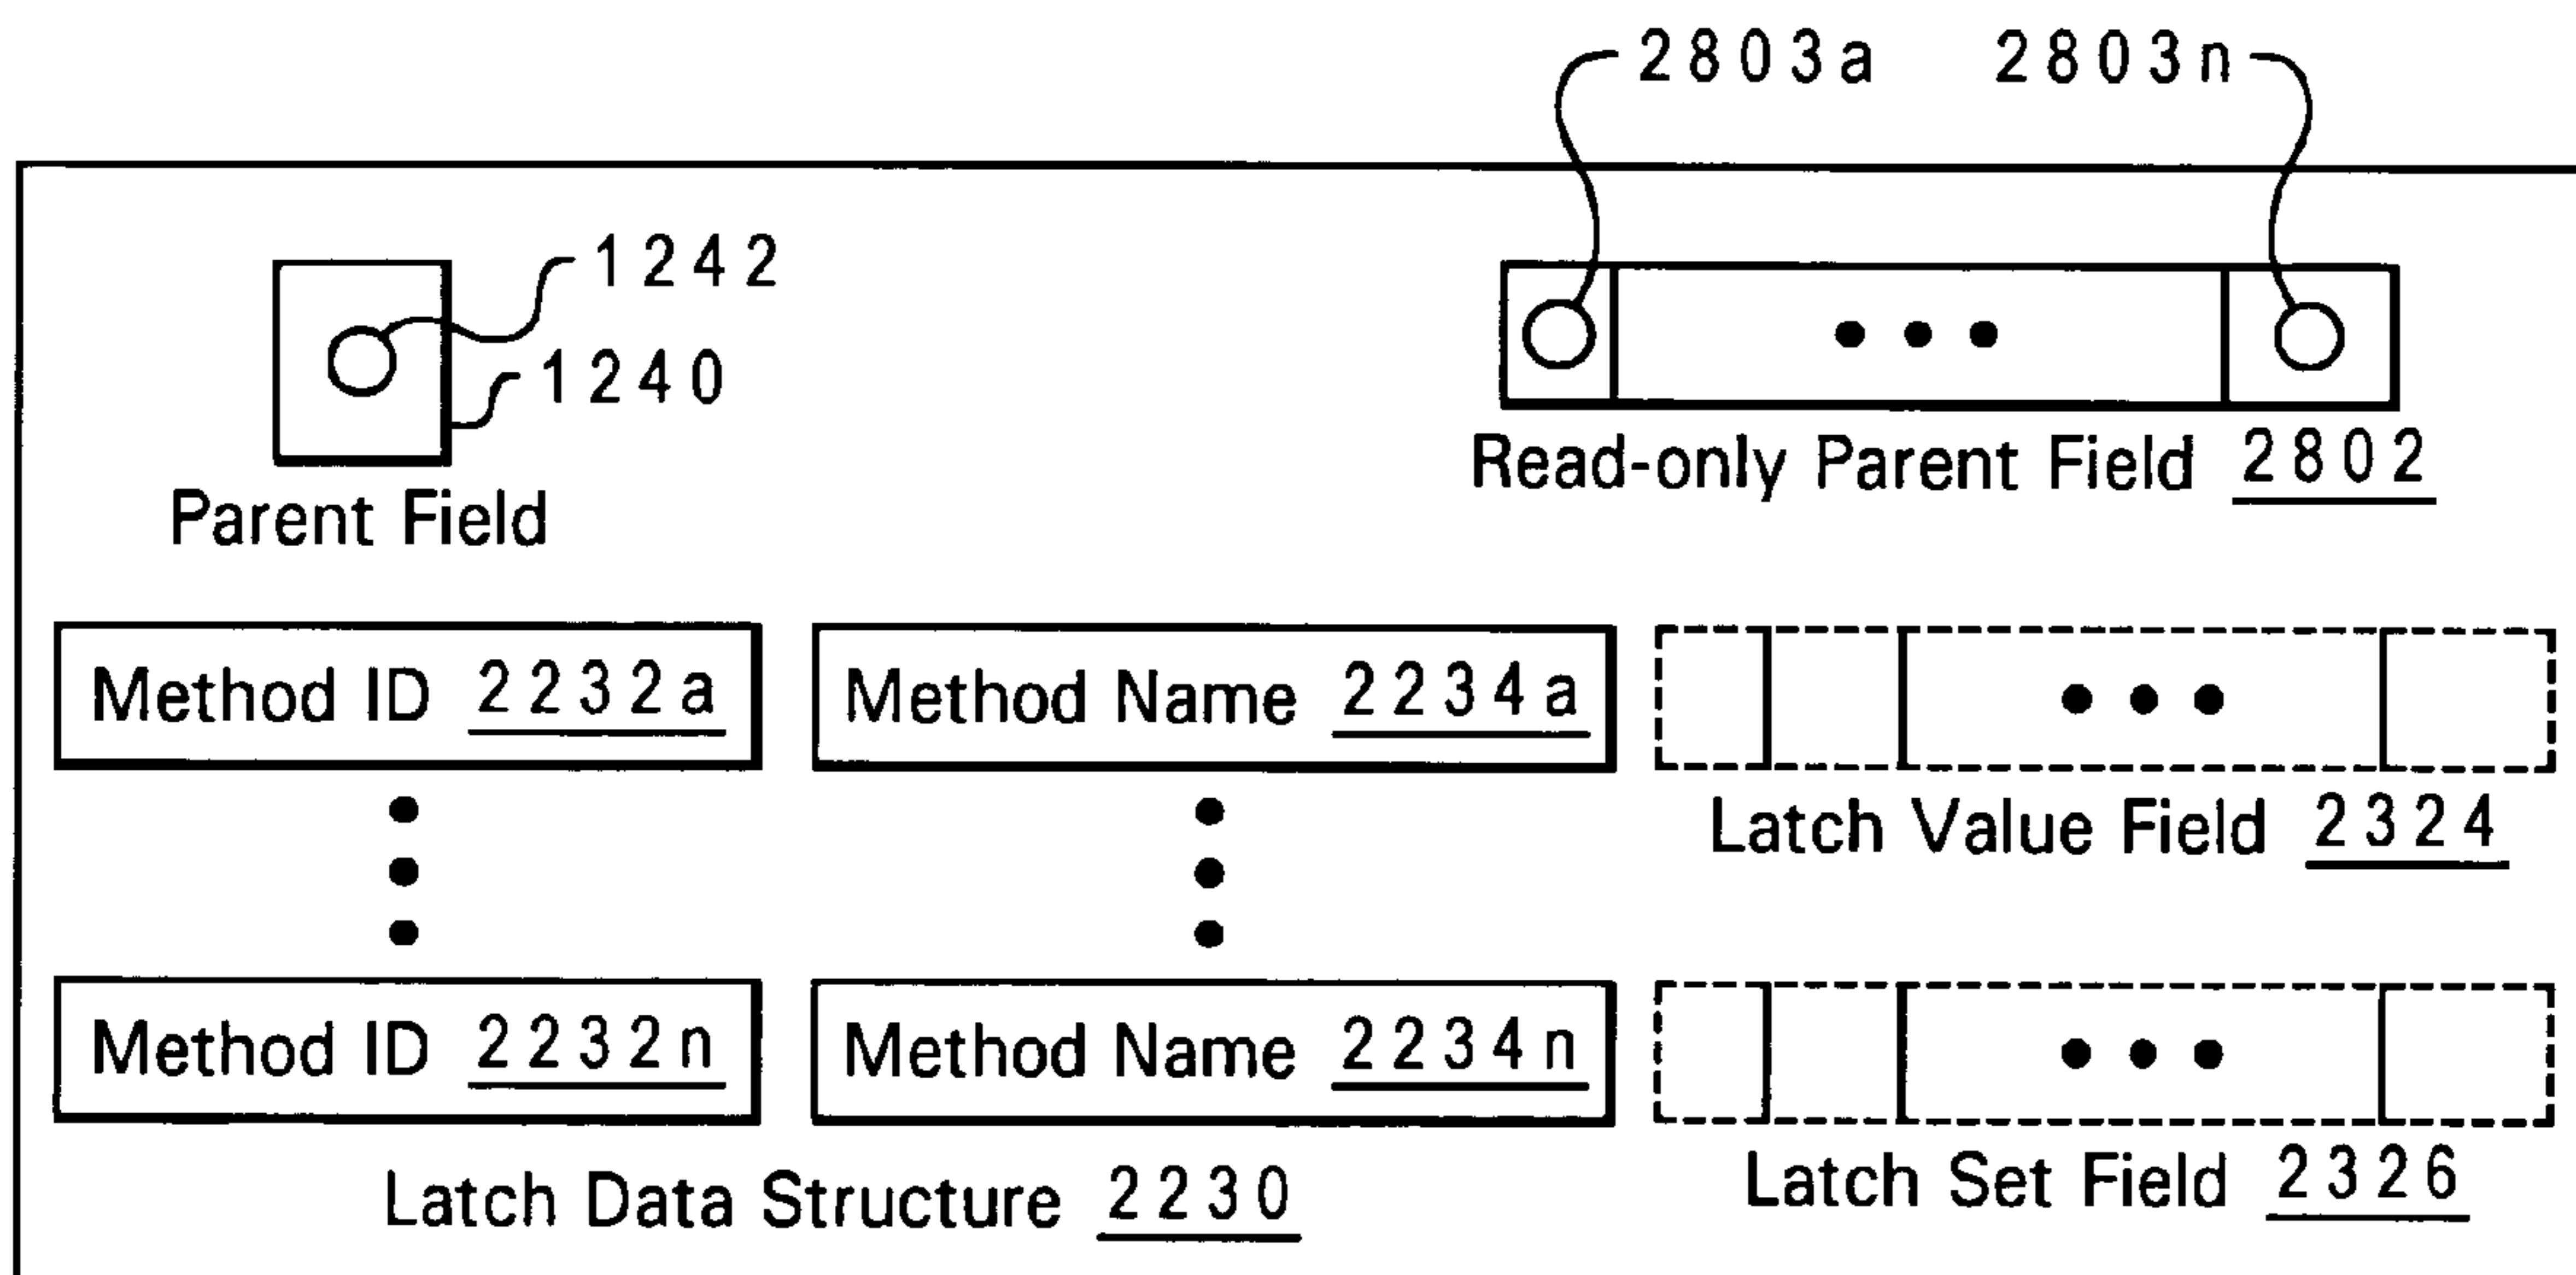 2803a 2803n
1242
1240
Parent Field
Read-only Parent Field 2802
Method ID 2232a
Method Name 2234a
Latch Value Field 2324
Method ID 2232n
Method Name 2234n
Latch Data Structure 2230
Latch Set Field 2326